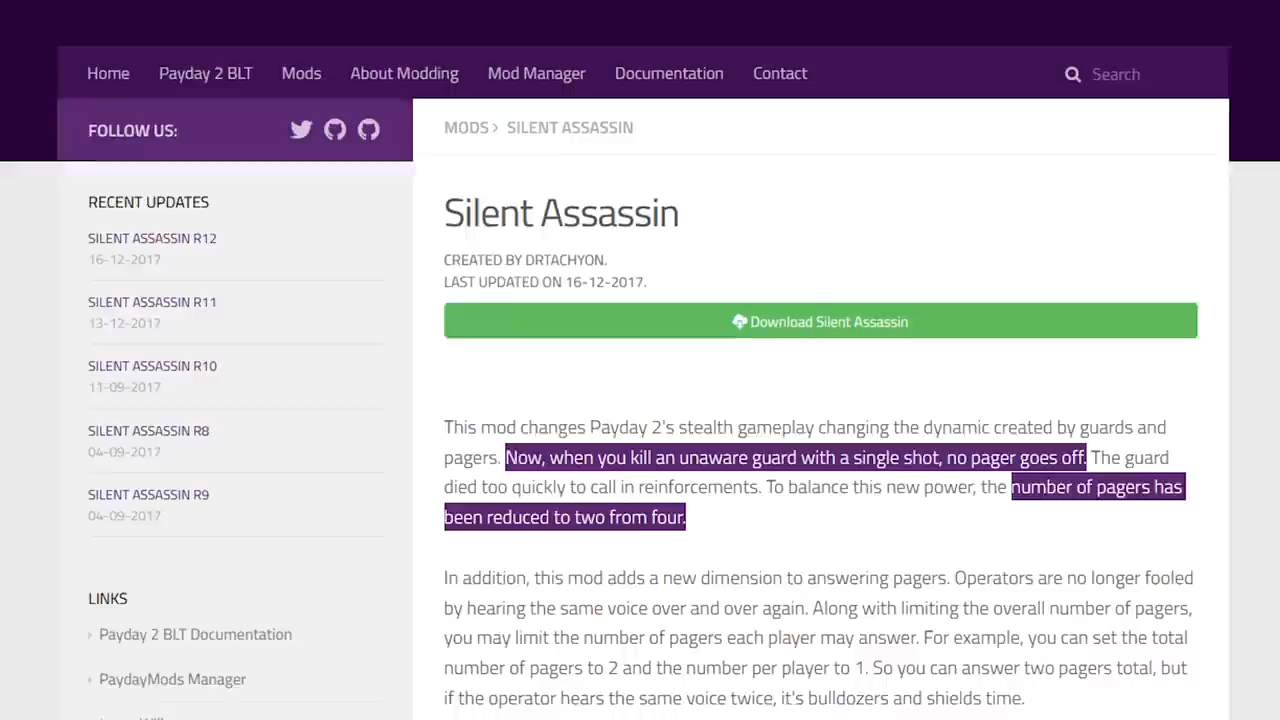 Home Payday 2 BLT Mods About Modding Mod Manager Documentation Contact Search
FOLLOW US:
RECENT UPDATES
SILENT ASSASSIN R12
16-12-2017
SILENT ASSASSIN R11
13-12-2017
SILENT ASSASSIN R10
11-09-2017
SILENT ASSASSIN R8
04-09-2017
SILENT ASSASSIN R9
04-09-2017
LINKS
Payday 2 BLT Documentation
PaydayMods Manager
MODS > SILENT ASSASSIN
Silent Assassin
CREATED BY DRTACHYON.
LAST UPDATED ON 16-12-2017.
Download Silent Assassin
This mod changes Payday 2's stealth gameplay changing the dynamic created by guards and
pagers. Now, when you kill an unaware guard with a single shot, no pager goes off. The guard
died too quickly to call in reinforcements. To balance this new power, the number of pagers has
been reduced to two from four.
In addition, this mod adds a new dimension to answering pagers. Operators are no longer fooled
by hearing the same voice over and over again. Along with limiting the overall number of pagers,
you may limit the number of pagers each player may answer. For example, you can set the total
number of pagers to 2 and the number per player to 1. So you can answer two pagers total, but
if the operator hears the same voice twice, it's bulldozers and shields time.